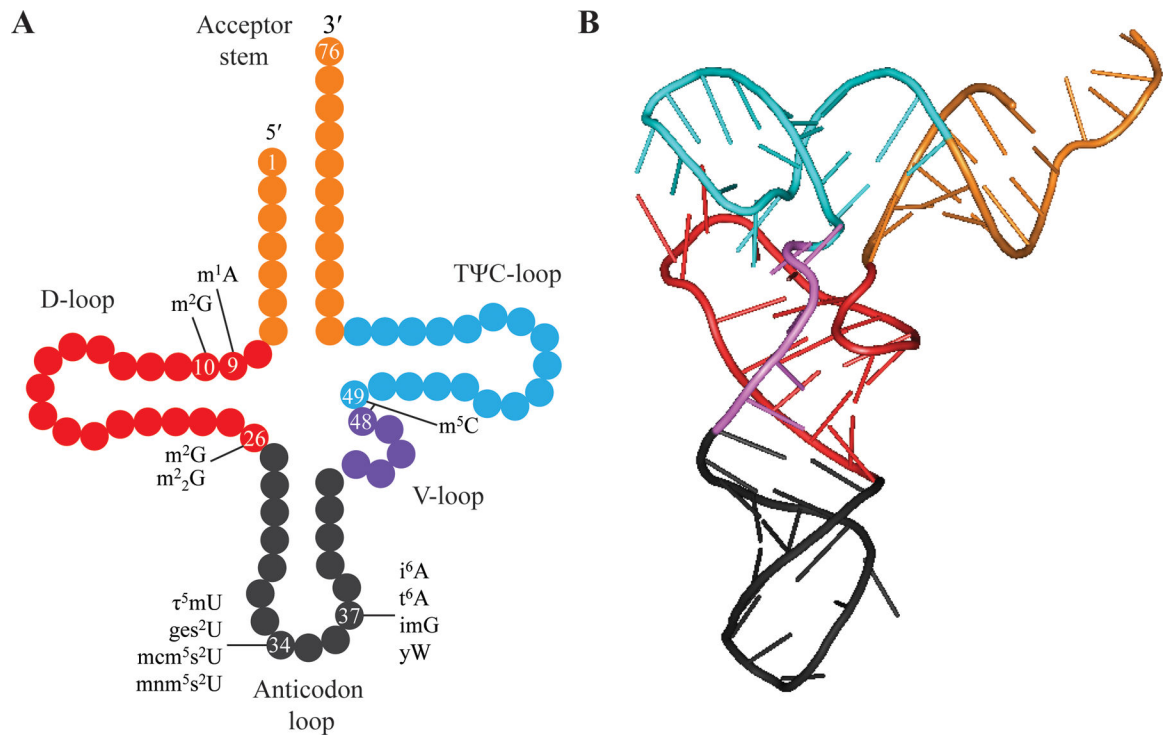 A
B
Acceptor
stem
3′
76
5′
1
m¹A
m²G
D-loop
10
9
TΨC-loop
49
48
m⁵C
26
m²G
m²₂G
V-loop
τ⁵mU
ges²U
mcm⁵s²U
mnm⁵s²U
34
37
i⁶A
t⁶A
imG
yW
Anticodon
loop